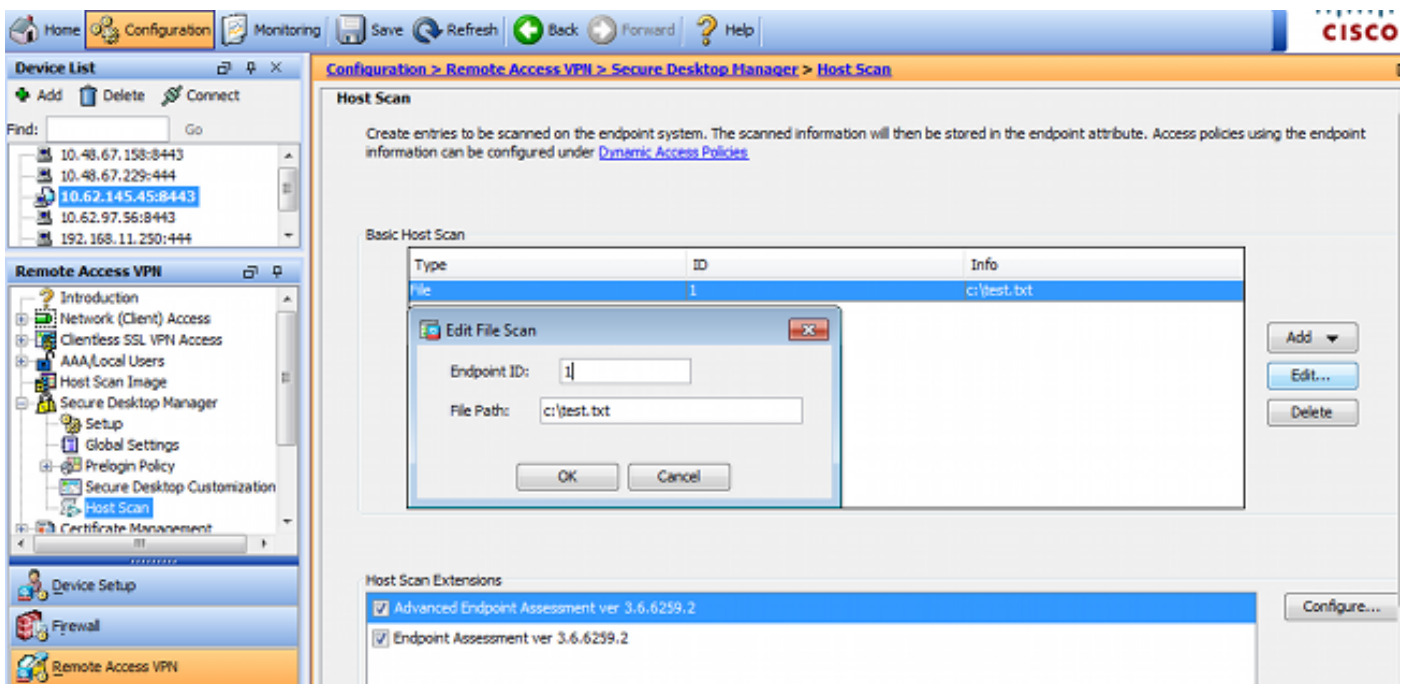 Home Configuration Monitoring Save Refresh Back Forward Help
CISCO
Device List
Add Delete Connect
Find: Go
10.48.67.158:8443
10.48.67.229:444
10.62.145.45:8443
10.62.97.56:8443
192.168.11.250:444
Remote Access VPN
Introduction
Network (Client) Access
Clientless SSL VPN Access
AAA/Local Users
Host Scan Image
Secure Desktop Manager
Setup
Global Settings
Prelogin Policy
Secure Desktop Customization
Host Scan
Certificate Management
Device Setup
Firewall
Remote Access VPN
Configuration > Remote Access VPN > Secure Desktop Manager > Host Scan
Host Scan
Create entries to be scanned on the endpoint system. The scanned information will then be stored in the endpoint attribute. Access policies using the endpoint
information can be configured under Dynamic Access Policies
Basic Host Scan
Type ID Info
File 1 c:\test.txt
Edit File Scan
Endpoint ID: 1
File Path: c:\test.txt
OK Cancel
Add
Edit...
Delete
Host Scan Extensions
Advanced Endpoint Assessment ver 3.6.6259.2
Endpoint Assessment ver 3.6.6259.2
Configure...